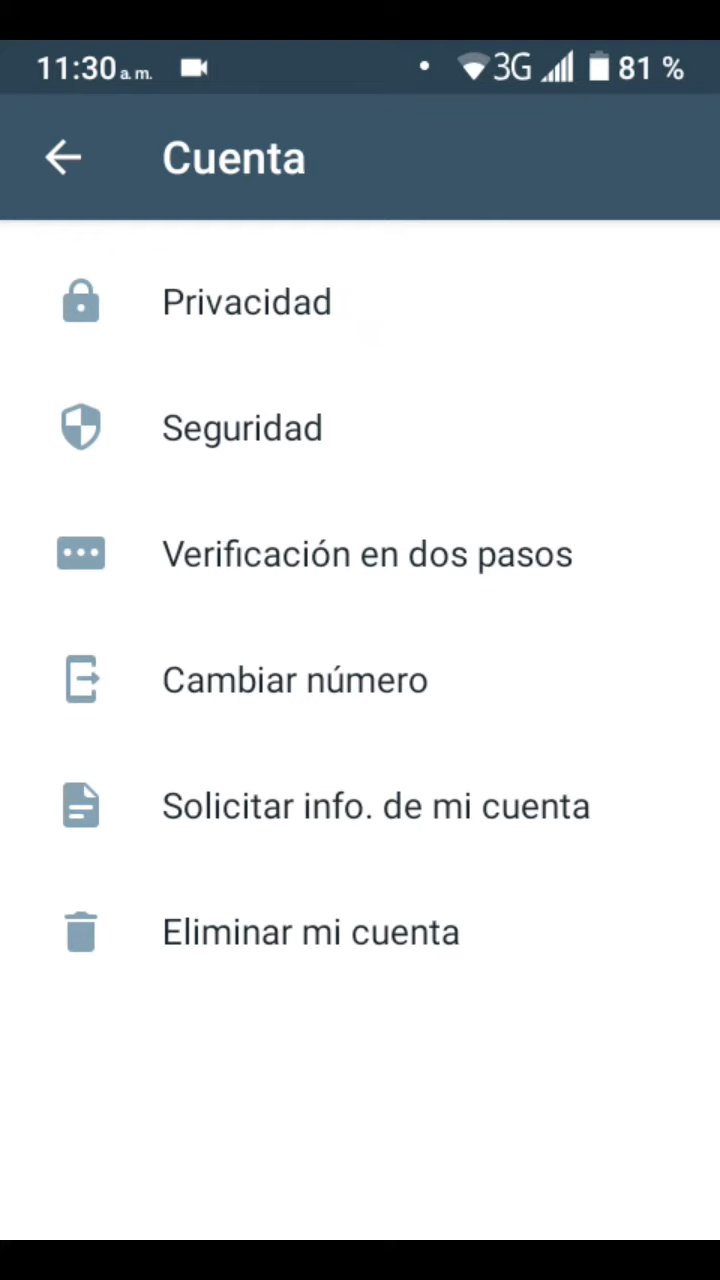 11:30 a.m. 3G 81 %
Cuenta
Privacidad
Seguridad
Verificación en dos pasos
Cambiar número
Solicitar info. de mi cuenta
Eliminar mi cuenta